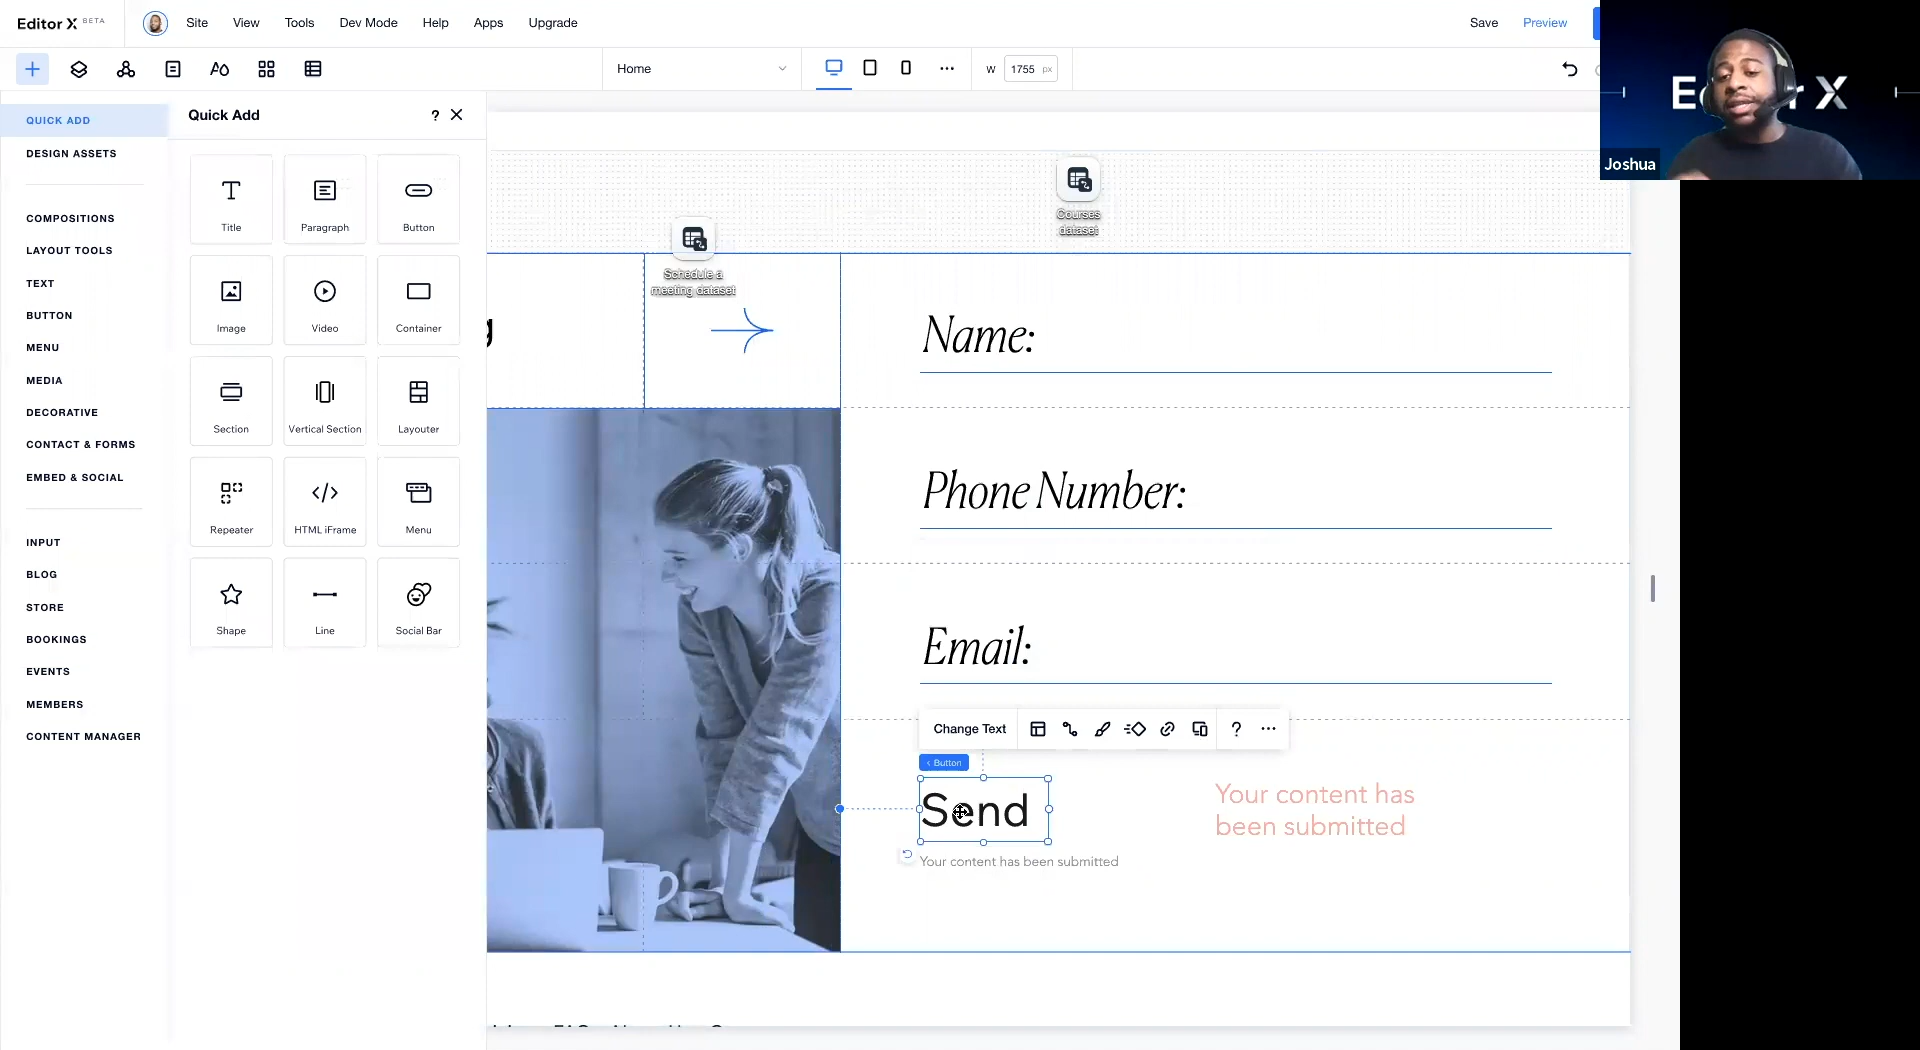 Editor X BETA
Site
View
Tools
Dev Mode
Help
Apps
Upgrade
Save
Preview
Home
W
1755 px
Joshua
QUICK ADD
DESIGN ASSETS
COMPOSITIONS
LAYOUT TOOLS
TEXT
BUTTON
MENU
MEDIA
DECORATIVE
CONTACT & FORMS
EMBED & SOCIAL
INPUT
BLOG
STORE
BOOKINGS
EVENTS
MEMBERS
CONTENT MANAGER
Quick Add
?
Title
Paragraph
Button
Image
Video
Container
Section
Vertical Section
Layouter
Repeater
HTML iFrame
Menu
Shape
Line
Social Bar
Courses
dataset
Schedule a
meeting dataset
g
Name:
Phone Number:
Email:
Change Text
?
< Button
Send
Your content has been submitted
Your content has
been submitted